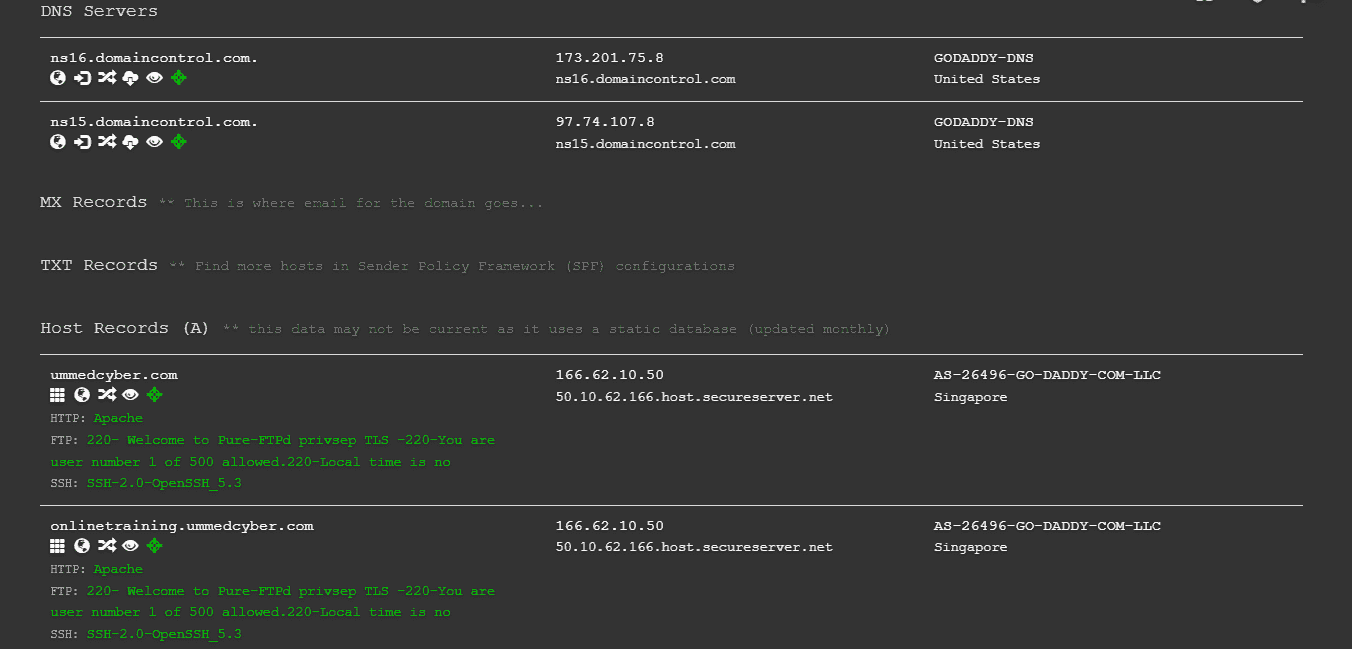 DNS Servers
ns16.domaincontrol.com. 173.201.75.8 GODADDY-DNS
ns16.domaincontrol.com United States
ns15.domaincontrol.com. 97.74.107.8 GODADDY-DNS
ns15.domaincontrol.com United States
MX Records ** This is where email for the domain goes...
TXT Records ** Find more hosts in Sender Policy Framework (SPF) configurations
Host Records (A) ** this data may not be current as it uses a static database (updated monthly)
ummedcyber.com 166.62.10.50 AS-26496-GO-DADDY-COM-LLC
50.10.62.166.host.secureserver.net Singapore
HTTP: Apache
FTP: 220- Welcome to Pure-FTPd privsep TLS -220-You are
user number 1 of 500 allowed.220-Local time is no
SSH: SSH-2.0-OpenSSH_5.3
onlinetraining.ummedcyber.com 166.62.10.50 AS-26496-GO-DADDY-COM-LLC
50.10.62.166.host.secureserver.net Singapore
HTTP: Apache
FTP: 220- Welcome to Pure-FTPd privsep TLS -220-You are
user number 1 of 500 allowed.220-Local time is no
SSH: SSH-2.0-OpenSSH_5.3